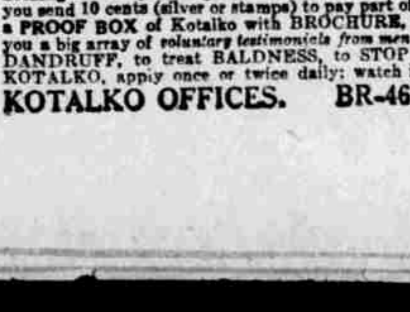 you send 10 cents (silver or stamps) to pay part of
a PROOF BOX of Kotalko with BROCHURE,
you a big array of voluntary testimonials from men
DANDRUFF, to treat BALDNESS, to STOP
KOTALKO, apply once or twice daily; watch
KOTALKO OFFICES. BR-46